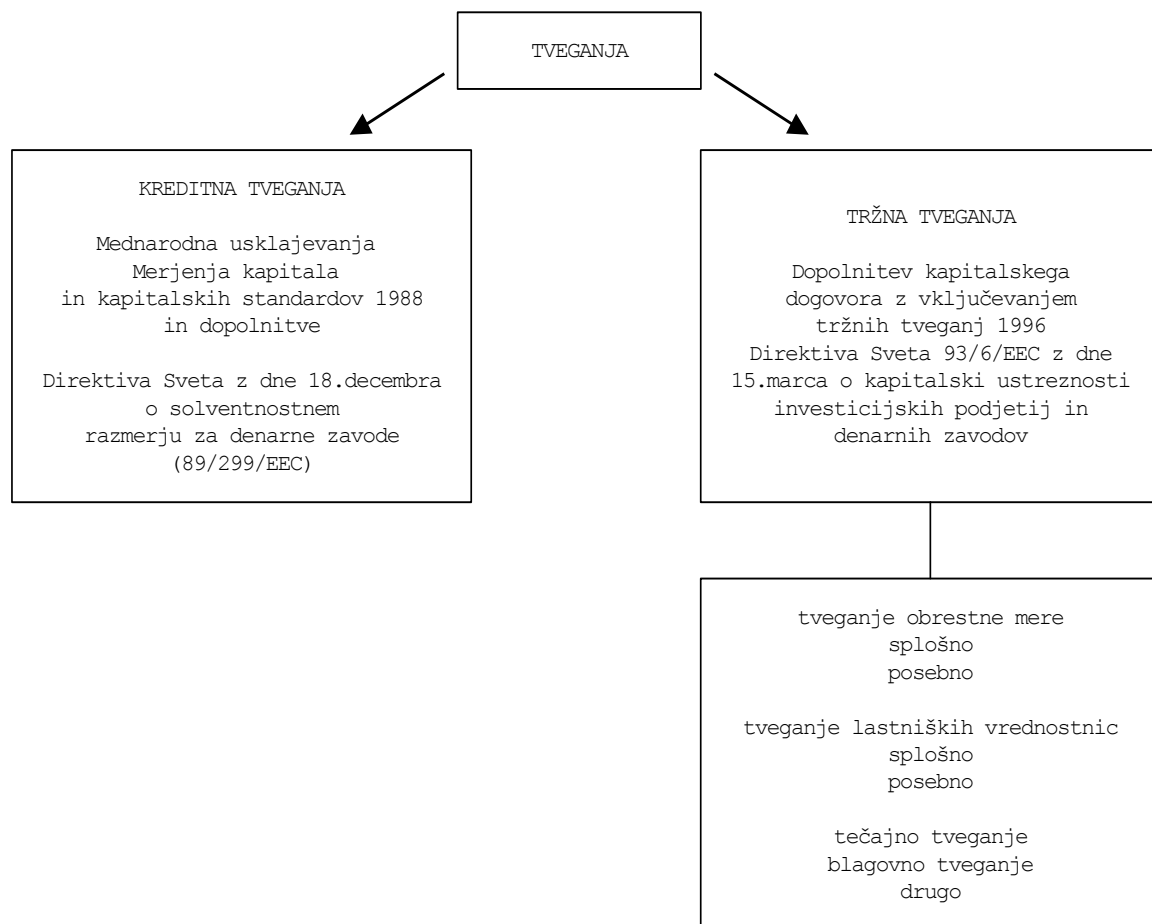 TVEGANJA
KREDITNA TVEGANJA
Mednarodna usklajevanja
Merjenja kapitala
in kapitalskih standardov 1988
in dopolnitve
Direktiva Sveta z dne 18.decembra
o solventnostnem
razmerju za denarne zavode
(89/299/EEC)
TRŽNA TVEGANJA
Dopolnitev kapitalskega
dogovora z vključevanjem
tržnih tveganj 1996
Direktiva Sveta 93/6/EEC z dne
15.marca o kapitalski ustreznosti
investicijskih podjetij in
denarnih zavodov
tveganje obrestne mere
splošno
posebno
tveganje lastniških vrednostnic
splošno
posebno
tečajno tveganje
blagovno tveganje
drugo